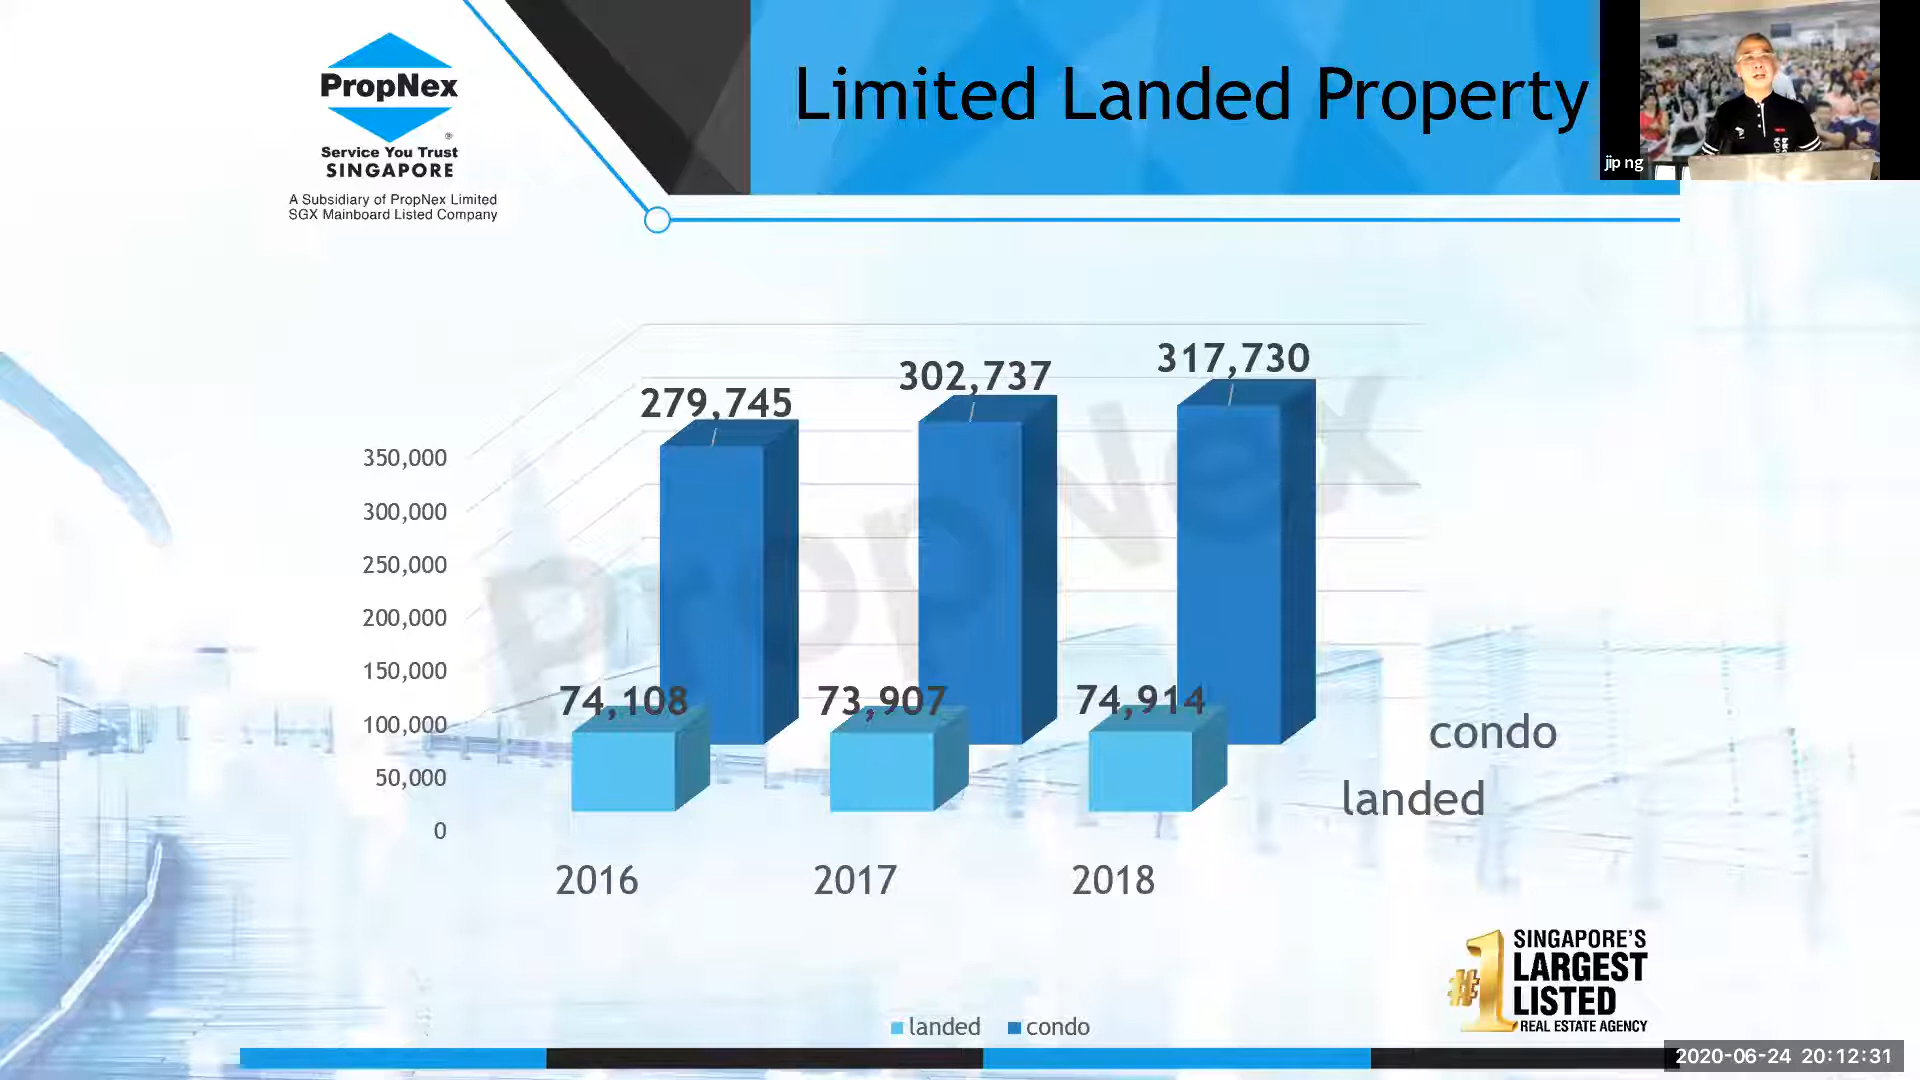 PropNex
®
Service You Trust
SINGAPORE
A Subsidiary of PropNex Limited
SGX Mainboard Listed Company
Limited Landed Property
jip ng
350,000
300,000
250,000
200,000
150,000
100,000
50,000
0
279,745
302,737
317,730
74,108
73,907
74,914
PropNex
condo
landed
2016
2017
2018
landed
condo
#1
SINGAPORE'S
LARGEST
LISTED
REAL ESTATE AGENCY
2020-06-24 20:12:31